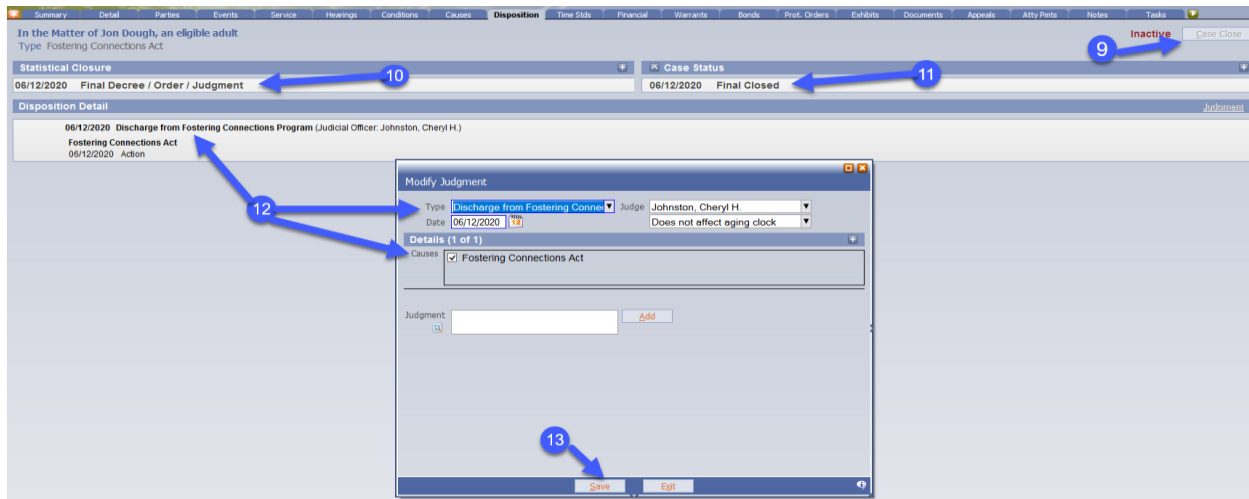 Summary Detail Parties Events Service Hearings Conditions Causes Disposition Time Stds Financial Warrants Bonds Prot. Orders Exhibits Documents Appeals Atty Pmts Notes Tasks
In the Matter of Jon Dough, an eligible adult
Inactive Case Close
Type Fostering Connections Act
9
Statistical Closure
Case Status
10
11
06/12/2020 Final Decree / Order / Judgment
06/12/2020 Final Closed
Disposition Detail
Judgment
06/12/2020 Discharge from Fostering Connections Program (Judicial Officer: Johnston, Cheryl H.)
Fostering Connections Act
06/12/2020 Action
12
Modify Judgment
Type Discharge from Fostering Connec Judge Johnston, Cheryl H.
Date 06/12/2020 Does not affect aging clock
Details (1 of 1)
Causes Fostering Connections Act
Judgment Add
13
Save Exit